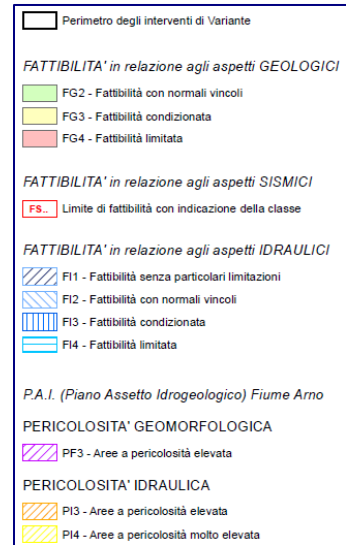 Perimetro degli interventi di Variante
FATTIBILITA' in relazione agli aspetti GEOLOGICI
FG2 - Fattibilità con normali vincoli
FG3 - Fattibilità condizionata
FG4 - Fattibilità limitata
FATTIBILITA' in relazione agli aspetti SISMICI
FS.. Limite di fattibilità con indicazione della classe
FATTIBILITA' in relazione agli aspetti IDRAULICI
FI1 - Fattibilità senza particolari limitazioni
FI2 - Fattibilità con normali vincoli
FI3 - Fattibilità condizionata
FI4 - Fattibilità limitata
P.A.I. (Piano Assetto Idrogeologico) Fiume Arno
PERICOLOSITA' GEOMORFOLOGICA
PF3 - Aree a pericolosità elevata
PERICOLOSITA' IDRAULICA
PI3 - Aree a pericolosità elevata
PI4 - Aree a pericolosità molto elevata